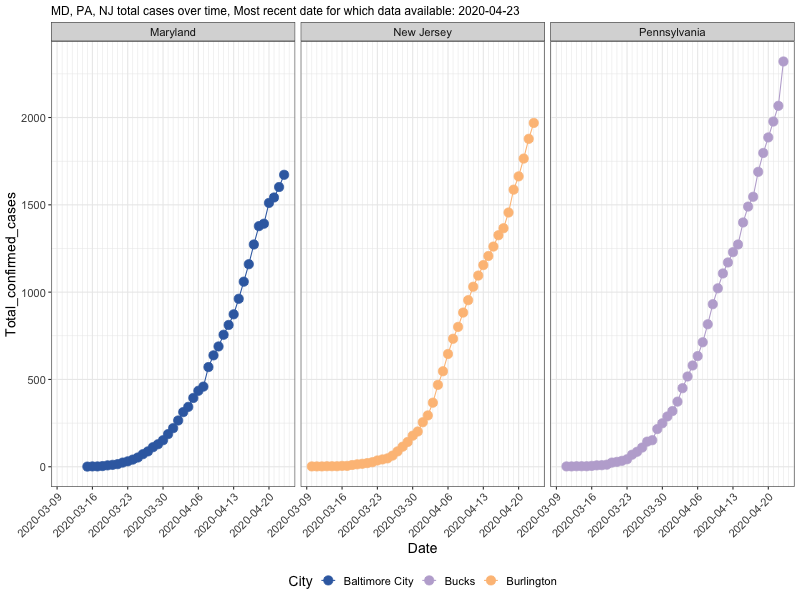 MD, PA, NJ total cases over time, Most recent date for which data available: 2020-04-23
Maryland
New Jersey
Pennsylvania
Total_confirmed_cases
2000
1500
1000
500
0
2020-03-09 2020-03-16 2020-03-23 2020-03-30 2020-04-06 2020-04-13 2020-04-20
2020-03-09 2020-03-16 2020-03-23 2020-03-30 2020-04-06 2020-04-13 2020-04-20
2020-03-09 2020-03-16 2020-03-23 2020-03-30 2020-04-06 2020-04-13 2020-04-20
Date
City Baltimore City Bucks Burlington